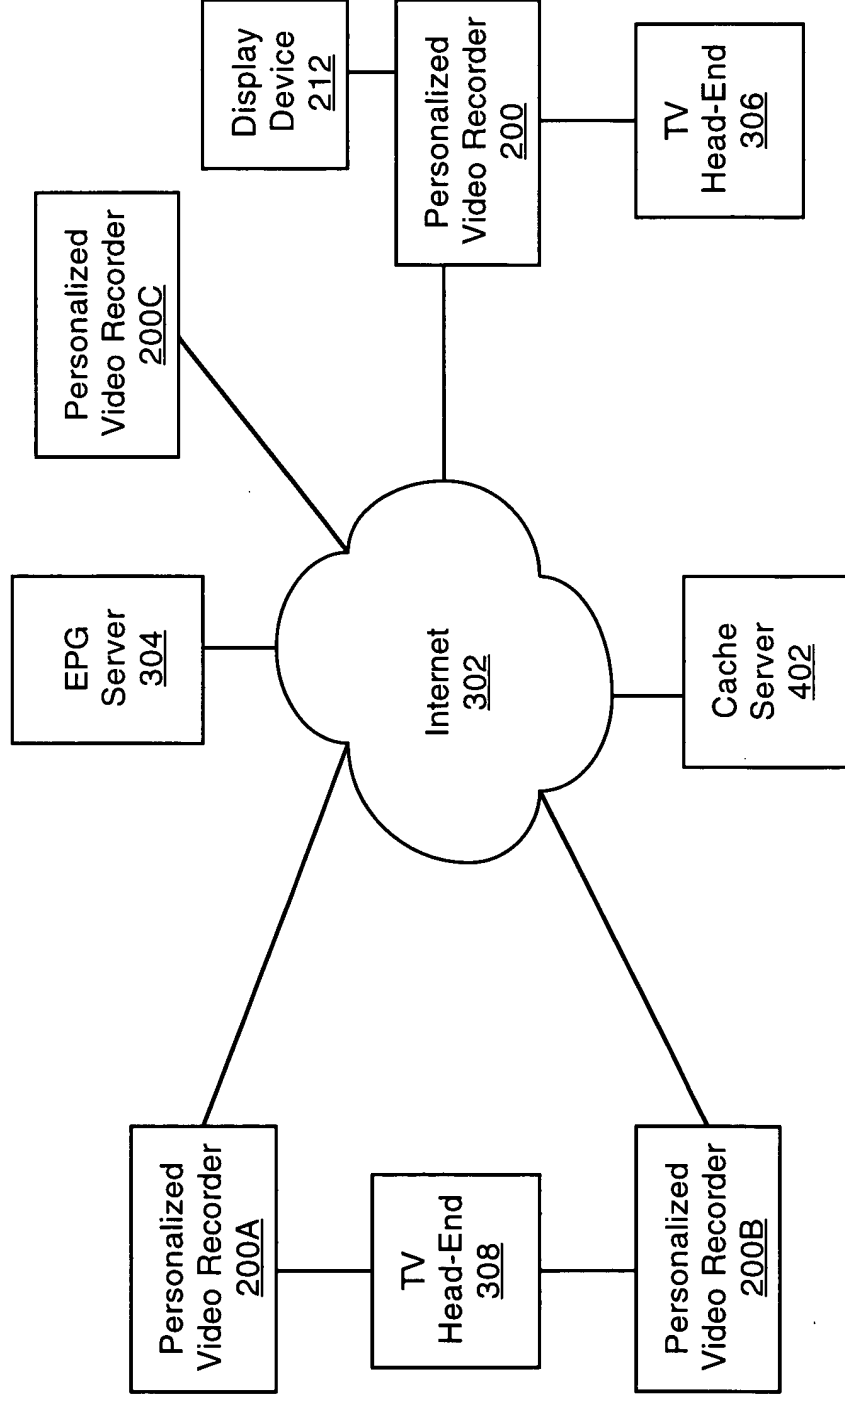 EPG
Server
304
Personalized
Video Recorder
200C
Personalized
Video Recorder
200A
Display
Device
212
TV
Head-End
308
Internet
302
Personalized
Video Recorder
200
Personalized
Video Recorder
200B
Cache
Server
402
TV
Head-End
306